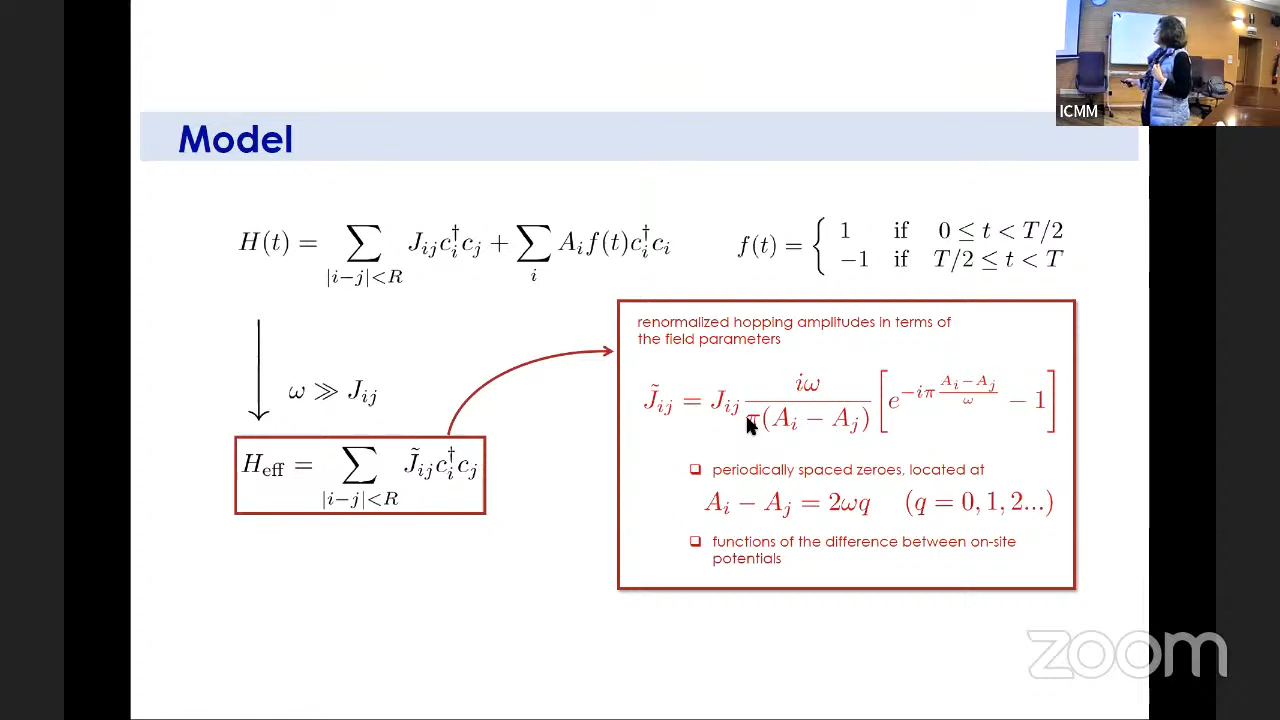 ICMM
Model
H(t) = ∑_{|i−j|<R} J_{ij} c_i^† c_j + ∑_i A_i f(t) c_i^† c_i
f(t) = { 1 if 0 ≤ t < T/2
−1 if T/2 ≤ t < T
ω ≫ J_{ij}
H_eff = ∑_{|i−j|<R} J̃_{ij} c_i^† c_j
renormalized hopping amplitudes in terms of
the field parameters
J̃_{ij} = J_{ij} iω / π(A_i − A_j) [ e^{−iπ (A_i − A_j)/ω} − 1 ]
❑ periodically spaced zeroes, located at
A_i − A_j = 2ωq (q = 0, 1, 2...)
❑ functions of the difference between on-site
potentials
zoom